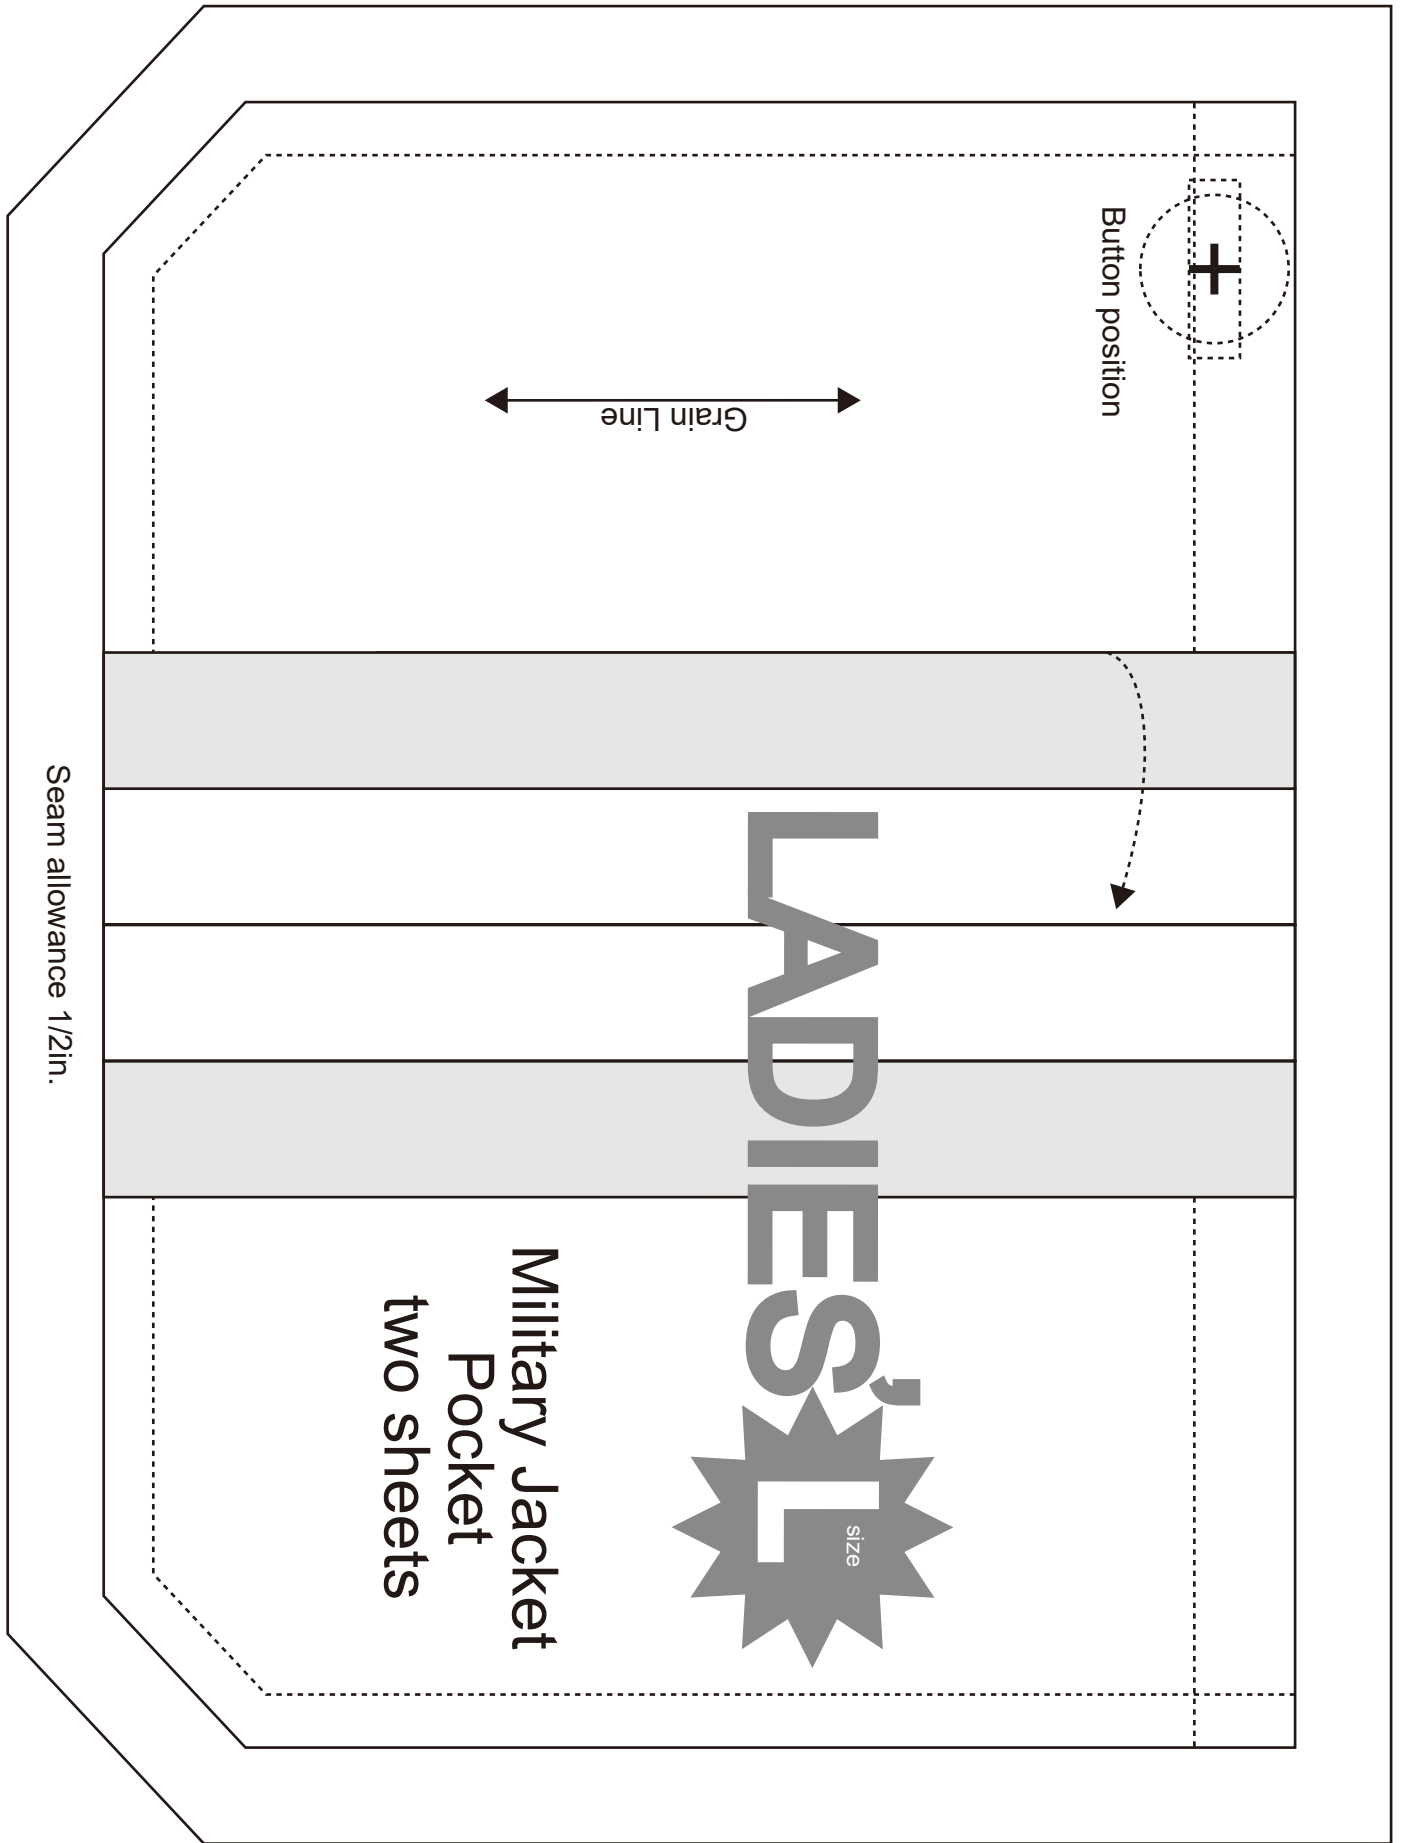 Button position
Grain Line
LADIES’
L
size
Military Jacket
Pocket
two sheets
Seam allowance 1/2in.